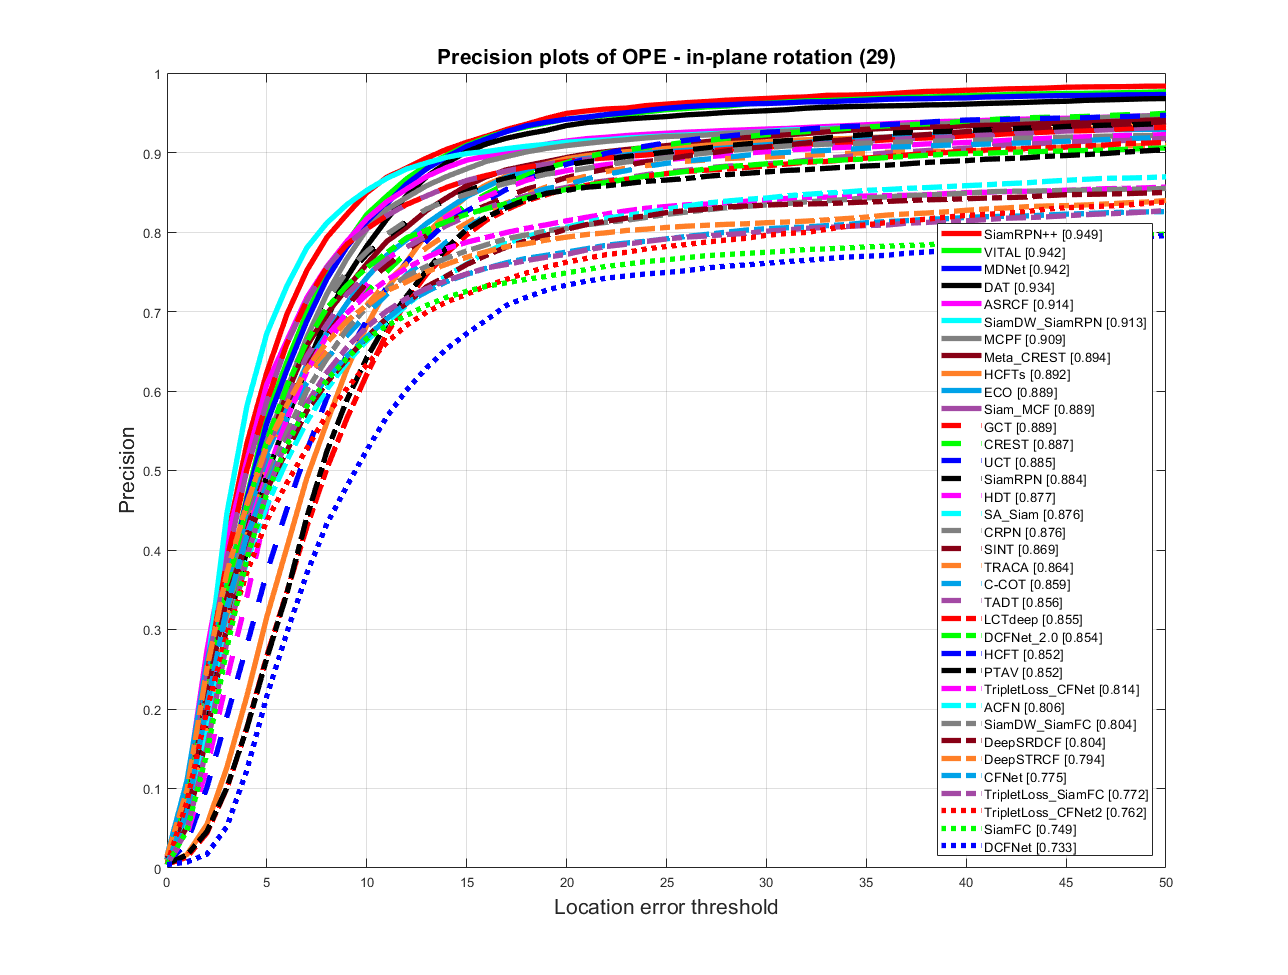 Precision plots of OPE - in-plane rotation (29)
1
0.9
0.8
0.7
0.6
0.5
0.4
0.3
0.2
0.1
0
Precision
0 5 10 15 20 25 30 35 40 45 50
Location error threshold
SiamRPN++ [0.949]
VITAL [0.942]
MDNet [0.942]
DAT [0.934]
ASRCF [0.914]
SiamDW_SiamRPN [0.913]
MCPF [0.909]
Meta_CREST [0.894]
HCFTs [0.892]
ECO [0.889]
Siam_MCF [0.889]
GCT [0.889]
CREST [0.887]
UCT [0.885]
SiamRPN [0.884]
HDT [0.877]
SA_Siam [0.876]
CRPN [0.876]
SINT [0.869]
TRACA [0.864]
C-COT [0.859]
TADT [0.856]
LCTdeep [0.855]
DCFNet_2.0 [0.854]
HCFT [0.852]
PTAV [0.852]
TripletLoss_CFNet [0.814]
ACFN [0.806]
SiamDW_SiamFC [0.804]
DeepSRDCF [0.804]
DeepSTRCF [0.794]
CFNet [0.775]
TripletLoss_SiamFC [0.772]
TripletLoss_CFNet2 [0.762]
SiamFC [0.749]
DCFNet [0.733]